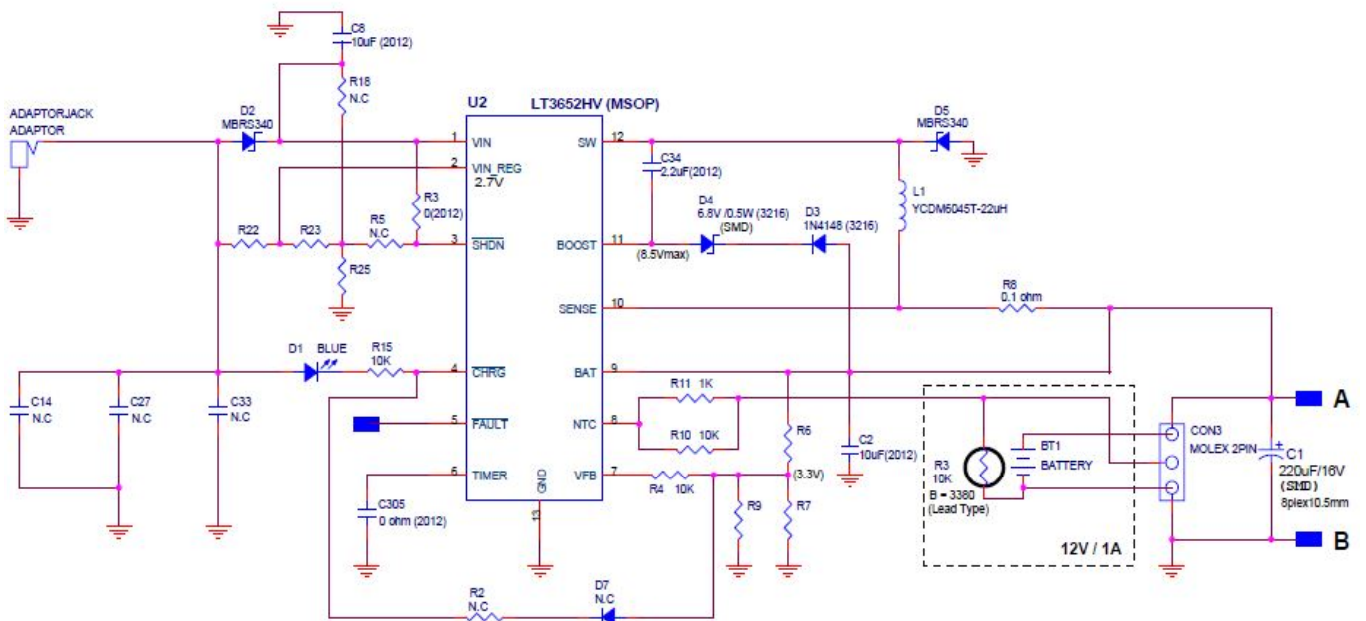 C8
10uF (2012)
R18
N.C
U2
LT3652HV (MSOP)
ADAPTORJACK
ADAPTOR
D2
MBRS340
D5
MBRS340
1
VIN
SW
12
2
VIN_REG
2.7V
C34
2.2uF(2012)
L1
YCDM6045T-22uH
R3
0(2012)
D4
6.8V /0.5W (3216)
(SMD)
D3
1N4148 (3216)
R22
R23
R5
N.C
3
SHDN
BOOST
11
(8.5Vmax)
R25
R8
0.1 ohm
SENSE
10
D1
BLUE
R15
10K
4
CHRG
BAT
9
C14
N.C
C27
N.C
C33
N.C
R11 1K
5
FAULT
NTC
8
R10 10K
R6
C2
10uF(2012)
R3
10K
B = 3380
(Lead Type)
BT1
BATTERY
12V / 1A
CON3
MOLEX 2PIN
A
C1
+
220uF/16V
(SMD)
8plex10.5mm
B
6
TIMER
GND
13
VFB
7
R4 10K
(3.3V)
R9
R7
C305
0 ohm (2012)
R2
N.C
D7
N.C